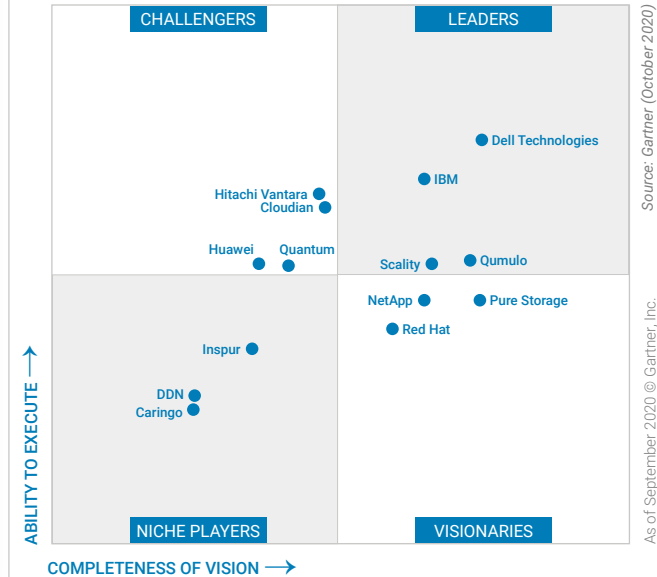 CHALLENGERS
LEADERS
Dell Technologies
IBM
Hitachi Vantara
Cloudian
Huawei
Quantum
Scality
Qumulo
NetApp
Pure Storage
Red Hat
Inspur
DDN
Caringo
NICHE PLAYERS
VISIONARIES
ABILITY TO EXECUTE
COMPLETENESS OF VISION
Source: Gartner (October 2020)
As of September 2020 © Gartner, Inc.